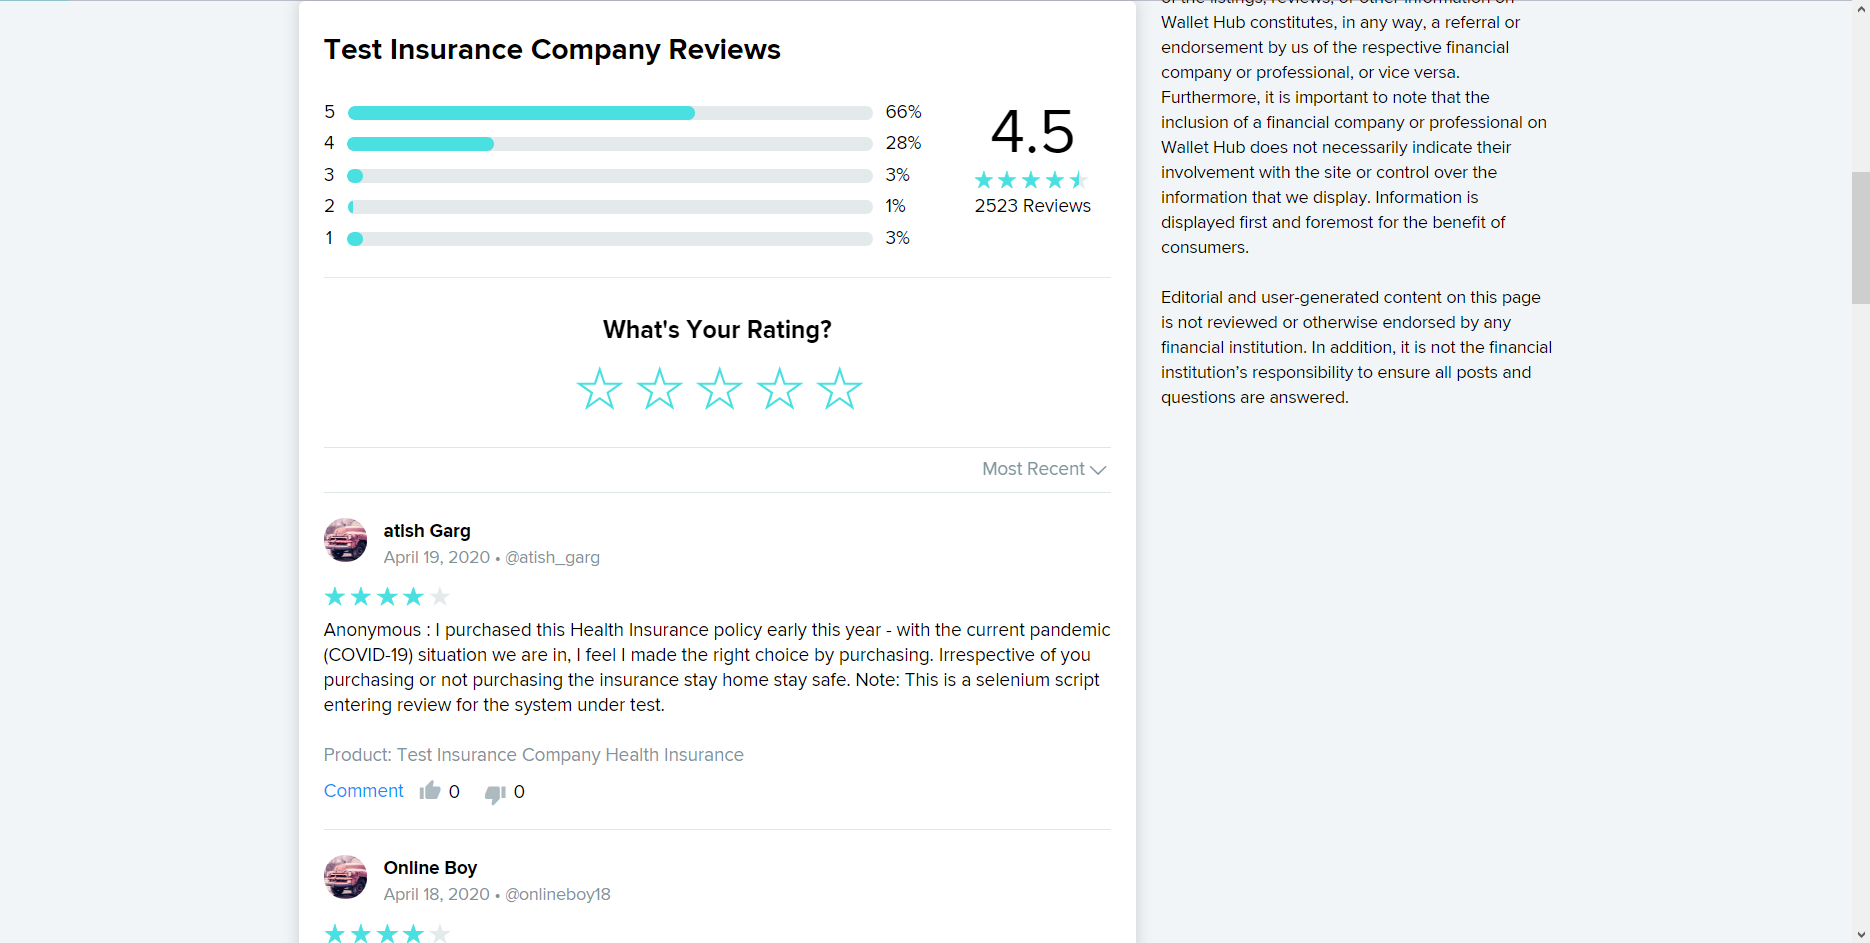 Test Insurance Company Reviews
5 66%
4 28%
3 3%
2 1%
1 3%
4.5
2523 Reviews
What's Your Rating?
Most Recent
atish Garg
April 19, 2020 • @atish_garg
Anonymous : I purchased this Health Insurance policy early this year - with the current pandemic
(COVID-19) situation we are in, I feel I made the right choice by purchasing. Irrespective of you
purchasing or not purchasing the insurance stay home stay safe. Note: This is a selenium script
entering review for the system under test.
Product: Test Insurance Company Health Insurance
Comment 0 0
Online Boy
April 18, 2020 • @onlineboy18
of the listings, reviews, or other information on
Wallet Hub constitutes, in any way, a referral or
endorsement by us of the respective financial
company or professional, or vice versa.
Furthermore, it is important to note that the
inclusion of a financial company or professional on
Wallet Hub does not necessarily indicate their
involvement with the site or control over the
information that we display. Information is
displayed first and foremost for the benefit of
consumers.
Editorial and user-generated content on this page
is not reviewed or otherwise endorsed by any
financial institution. In addition, it is not the financial
institution’s responsibility to ensure all posts and
questions are answered.